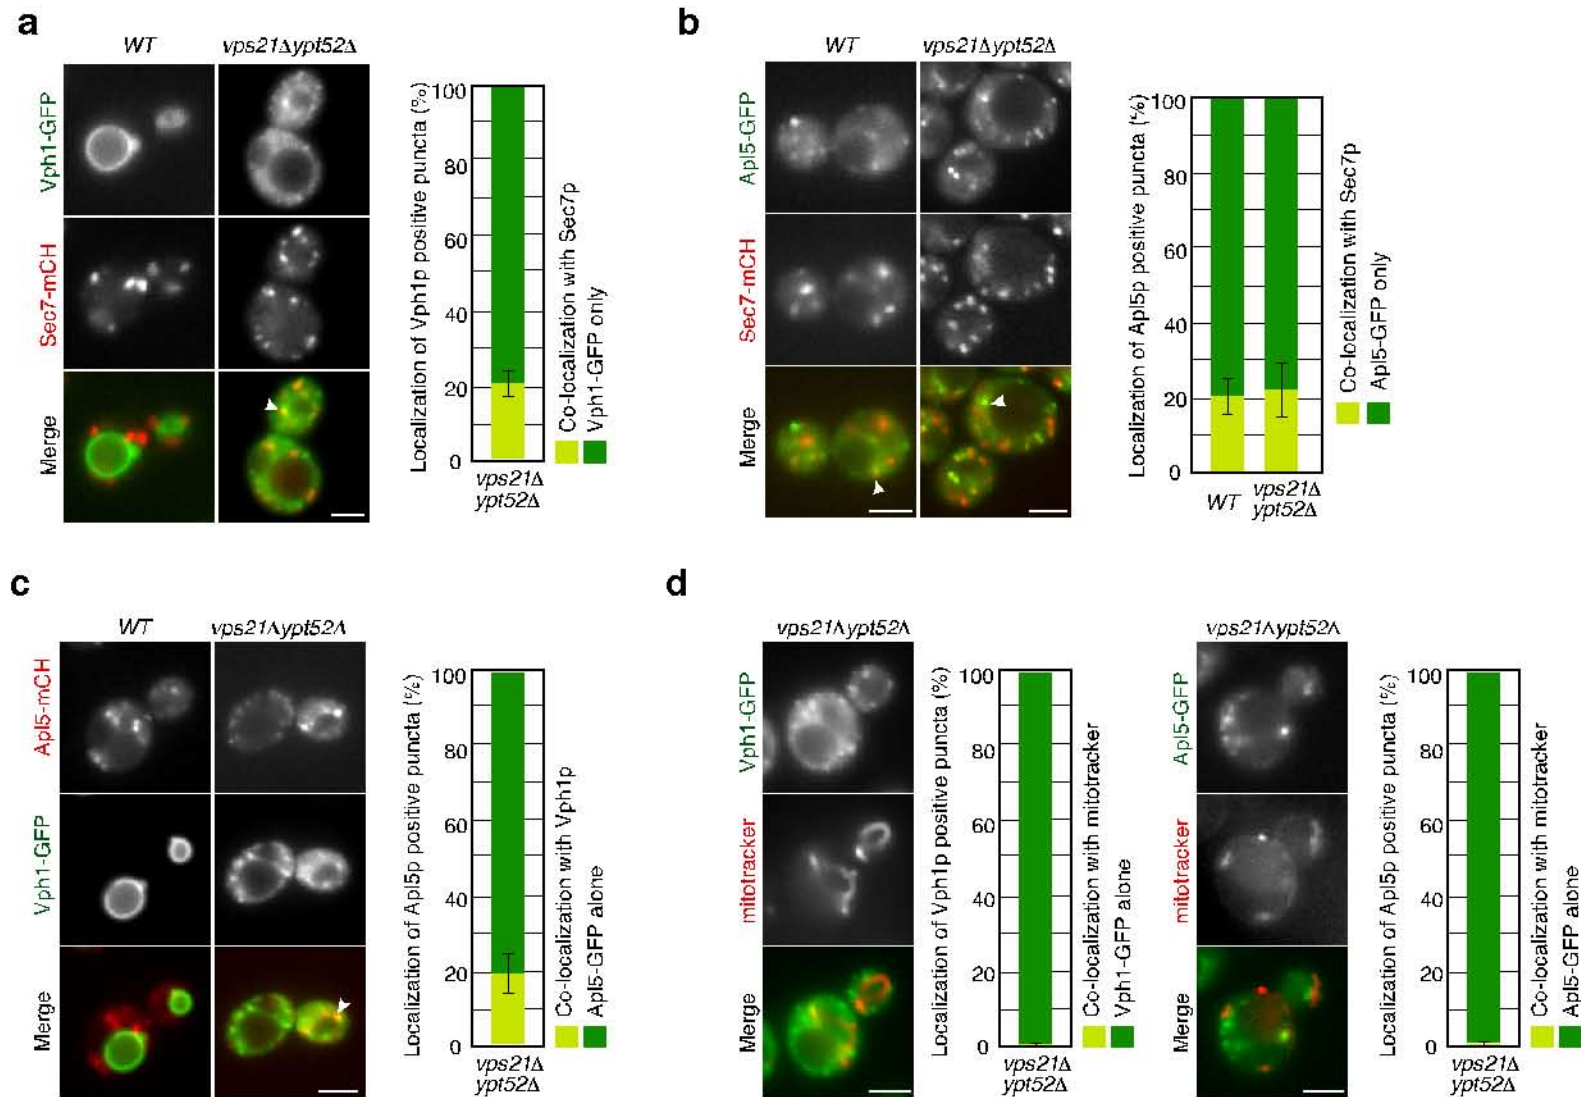 a
WT
vps21Δypt52Δ
Vph1-GFP
Sec7-mCH
Merge
Localization of Vph1p positive puncta (%)
100
80
60
40
20
0
vps21Δ
ypt52Δ
Co-localization with Sec7p
Vph1-GFP only
b
WT
vps21Δypt52Δ
Apl5-GFP
Sec7-mCH
Merge
Localization of Apl5p positive puncta (%)
100
80
60
40
20
0
WT
vps21Δ
ypt52Δ
Co-localization with Sec7p
Apl5-GFP only
c
WT
vps21Δypt52Δ
Apl5-mCH
Vph1-GFP
Merge
Localization of Apl5p positive puncta (%)
100
80
60
40
20
0
vps21Δ
ypt52Δ
Co-localization with Vph1p
Apl5-GFP alone
d
vps21Δypt52Δ
Vph1-GFP
mitotracker
Merge
Localization of Vph1p positive puncta (%)
100
80
60
40
20
0
vps21Δ
ypt52Δ
Co-localization with mitotracker
Vph1-GFP alone
vps21Δypt52Δ
Apl5-GFP
mitotracker
Merge
Localization of Apl5p positive puncta (%)
100
80
60
40
20
0
vps21Δ
ypt52Δ
Co-localization with mitotracker
Apl5-GFP alone